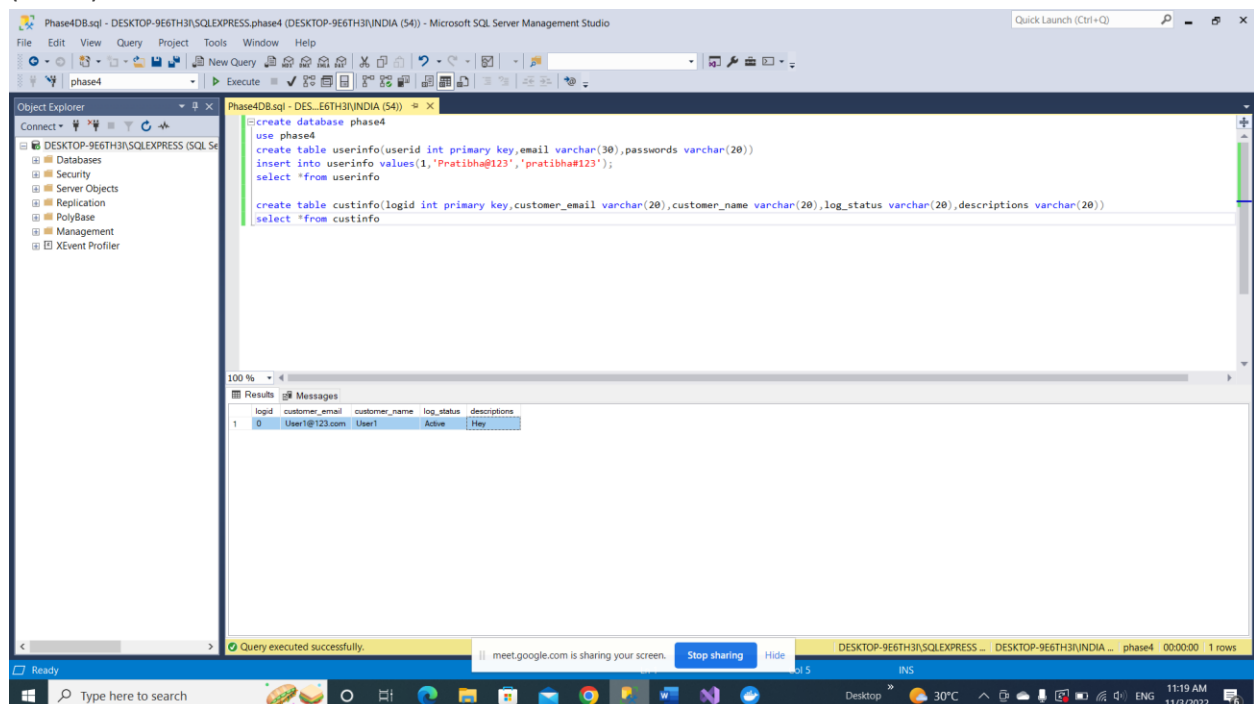 Phase4DB.sql - DESKTOP-9E6TH3I\SQLEXPRESS.phase4 (DESKTOP-9E6TH3I\INDIA (54)) - Microsoft SQL Server Management Studio
Quick Launch (Ctrl+Q)
File Edit View Query Project Tools Window Help
New Query
phase4 Execute
Object Explorer
Phase4DB.sql - DES...E6TH3I\INDIA (54))
Connect
DESKTOP-9E6TH3I\SQLEXPRESS (SQL Se
Databases
Security
Server Objects
Replication
PolyBase
Management
XEvent Profiler
create database phase4
use phase4
create table userinfo(userid int primary key,email varchar(30),passwords varchar(20))
insert into userinfo values(1,'Pratibha@123','pratibha#123');
select *from userinfo
create table custinfo(logid int primary key,customer_email varchar(20),customer_name varchar(20),log_status varchar(20),descriptions varchar(20))
select *from custinfo
100 %
Results Messages
logid customer_email customer_name log_status descriptions
1 0 User1@123.com User1 Active Hey
Query executed successfully.
DESKTOP-9E6TH3I\SQLEXPRESS ... DESKTOP-9E6TH3I\INDIA ... phase4 00:00:00 1 rows
meet.google.com is sharing your screen. Stop sharing Hide
Ready
ol 5 INS
Type here to search
Desktop 30°C ENG 11:19 AM
11/3/2022